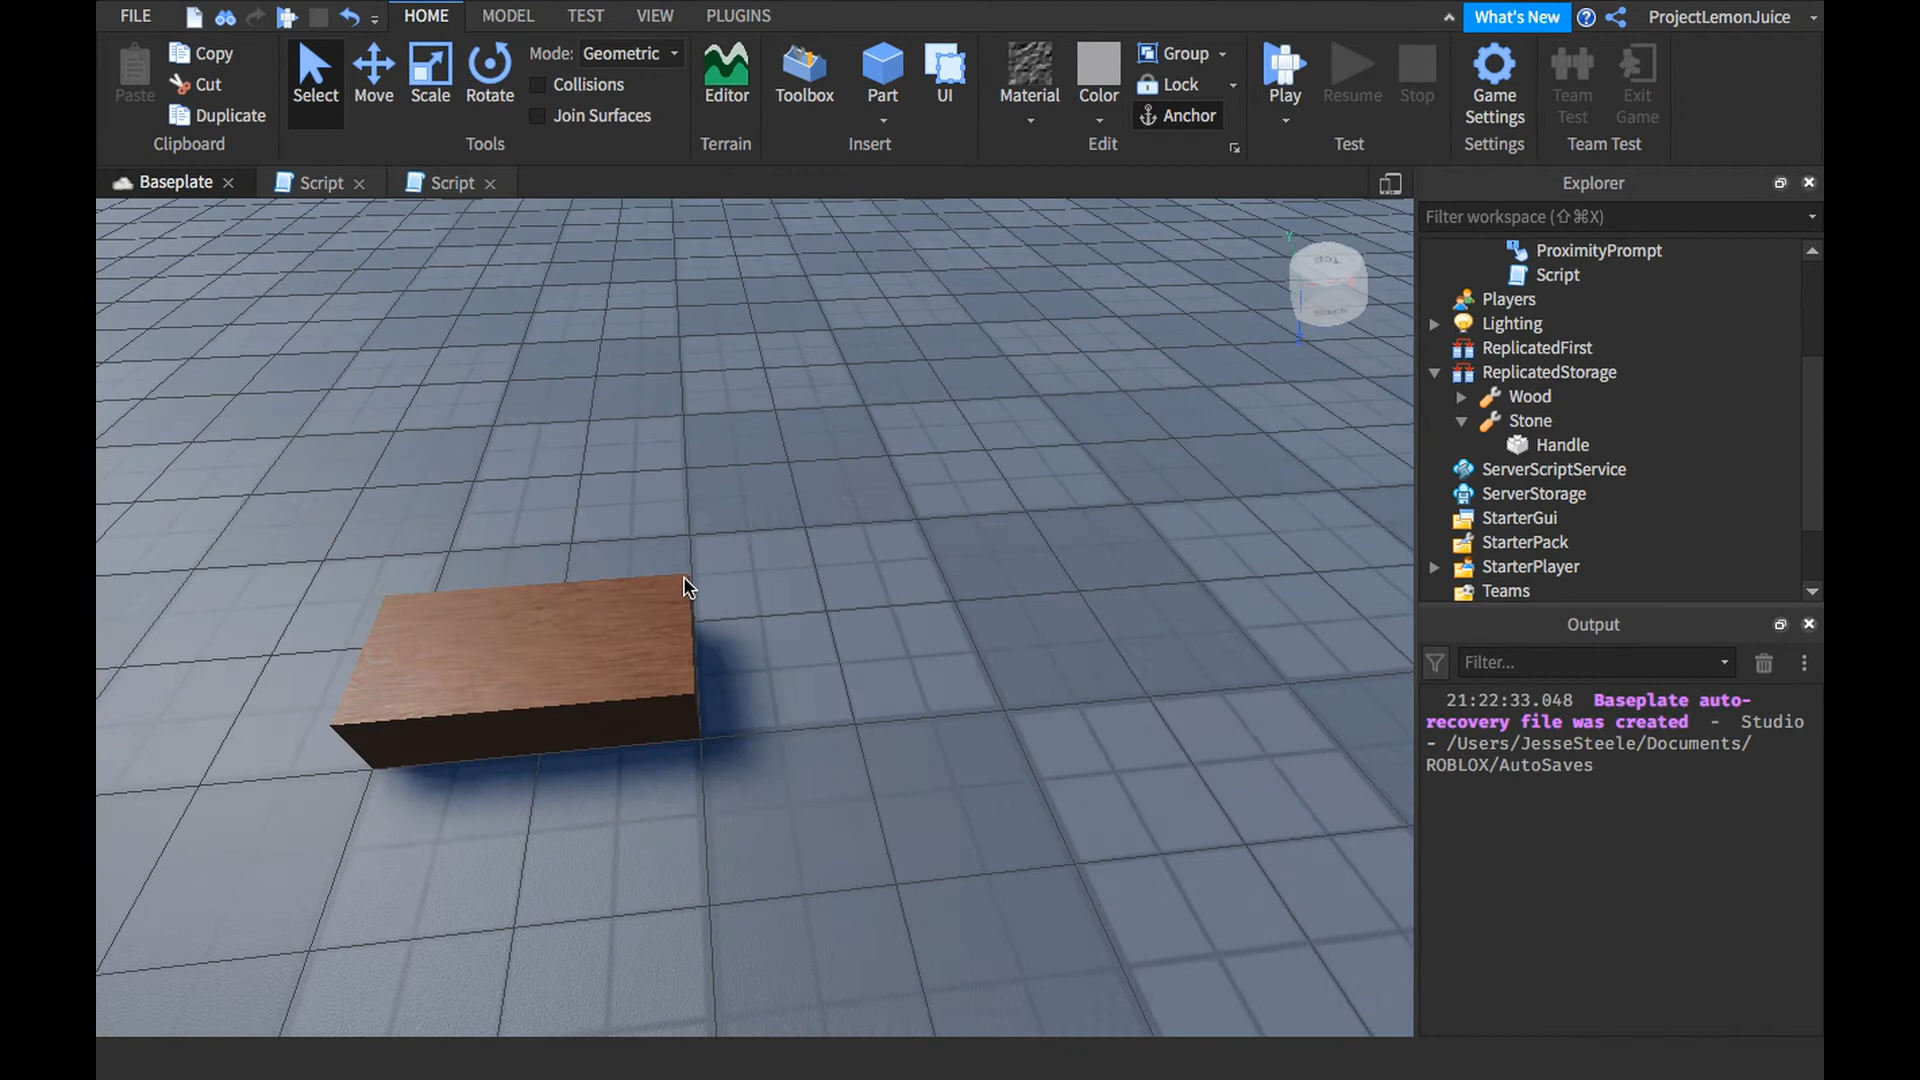 FILE HOME MODEL TEST VIEW PLUGINS What's New ProjectLemonJuice
Paste Copy Cut Duplicate
Clipboard
Select Move Scale Rotate
Mode: Geometric
Collisions
Join Surfaces
Tools
Editor
Terrain
Toolbox Part UI
Insert
Material Color
Group
Lock
Anchor
Edit
Play Resume Stop
Test
Game Settings
Settings
Team Test
Exit Game
Team Test
Baseplate Script Script
Top
Back
Y
Z
Explorer
Filter workspace (⇧⌘X)
ProximityPrompt
Script
Players
Lighting
ReplicatedFirst
ReplicatedStorage
Wood
Stone
Handle
ServerScriptService
ServerStorage
StarterGui
StarterPack
StarterPlayer
Teams
Output
Filter...
21:22:33.048 Baseplate auto-
recovery file was created - Studio
- /Users/JesseSteele/Documents/
ROBLOX/AutoSaves